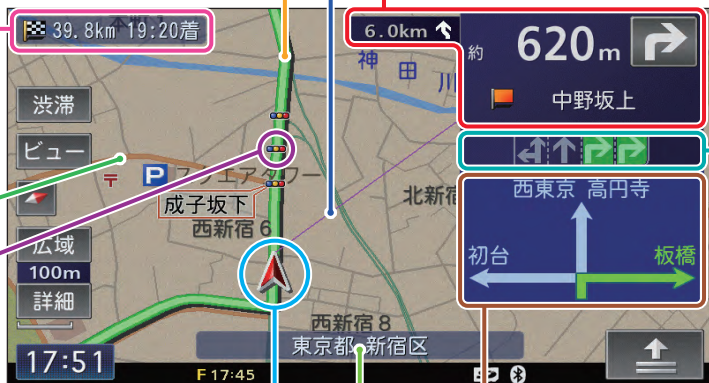 39.8km 19:20着
6.0km
約 620m
中野坂上
神田川
渋滞
ビュー
P スクエアタワー
成子坂下
北新宿
西新宿6
西東京 高円寺
初台
板橋
広域
100m
詳細
西新宿8
東京都 新宿区
17:51
F 17:45